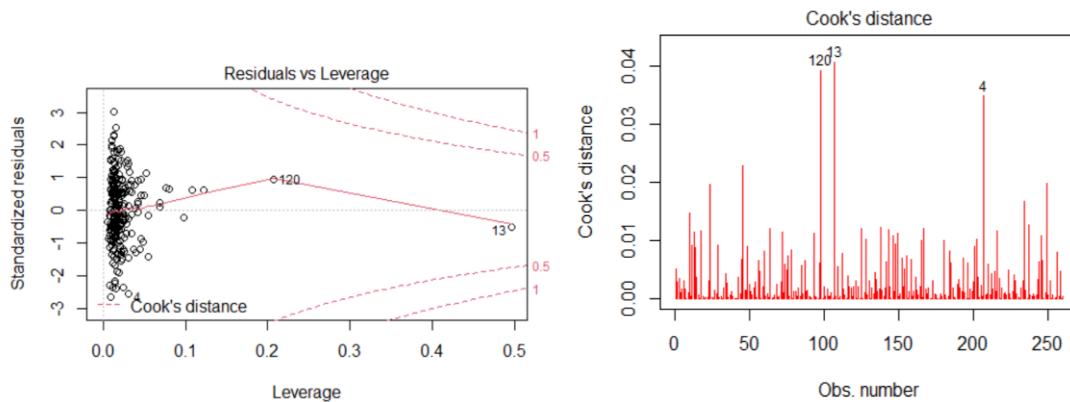 Residuals vs Leverage
Standardized residuals
3
2
1
0
-1
-2
-3
1
0.5
0.5
1
120
13
4
Cook's distance
0.0 0.1 0.2 0.3 0.4 0.5
Leverage
Cook's distance
Cook's distance
0.04
0.03
0.02
0.01
0.00
120
13
4
0 50 100 150 200 250
Obs. number